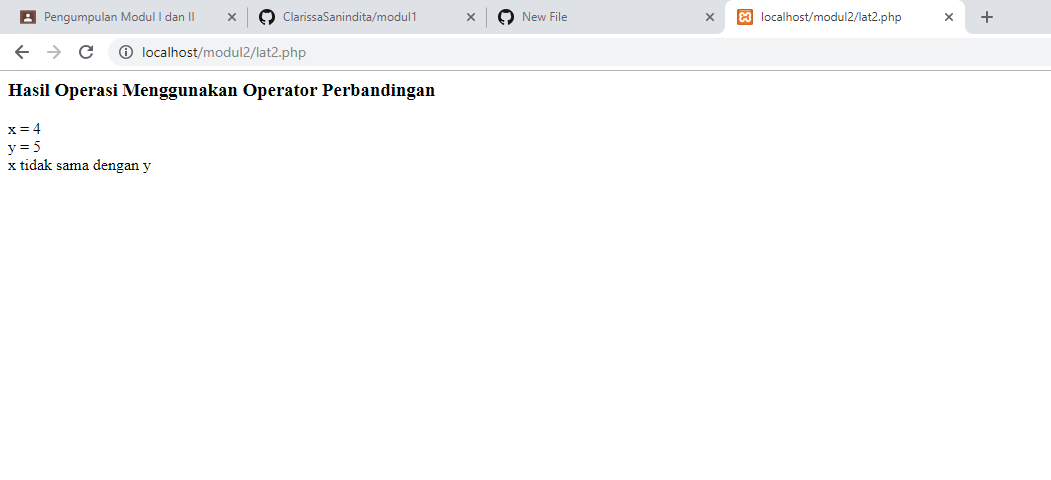 Pengumpulan Modul I dan II
ClarissaSanindita/modul1
New File
localhost/modul2/lat2.php
localhost/modul2/lat2.php
Hasil Operasi Menggunakan Operator Perbandingan
x = 4
y = 5
x tidak sama dengan y